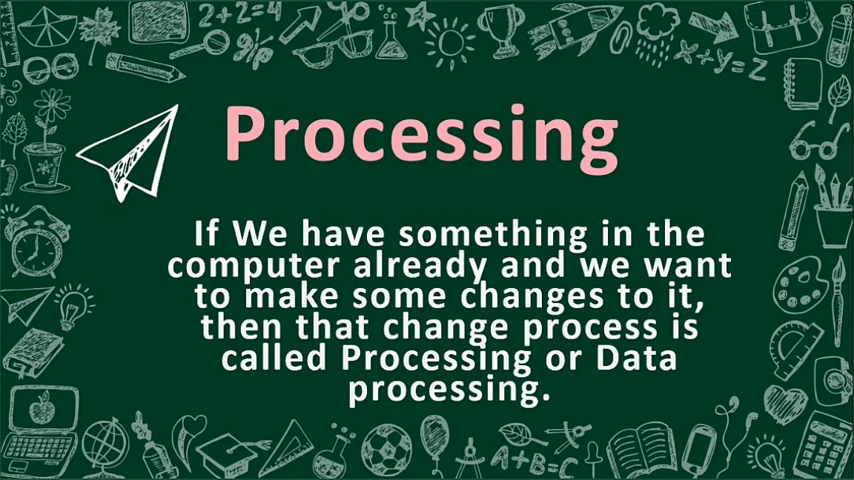 2+2=4
x+y=z
Processing
If We have something in the
computer already and we want
to make some changes to it,
then that change process is
called Processing or Data
processing.
A+B=C